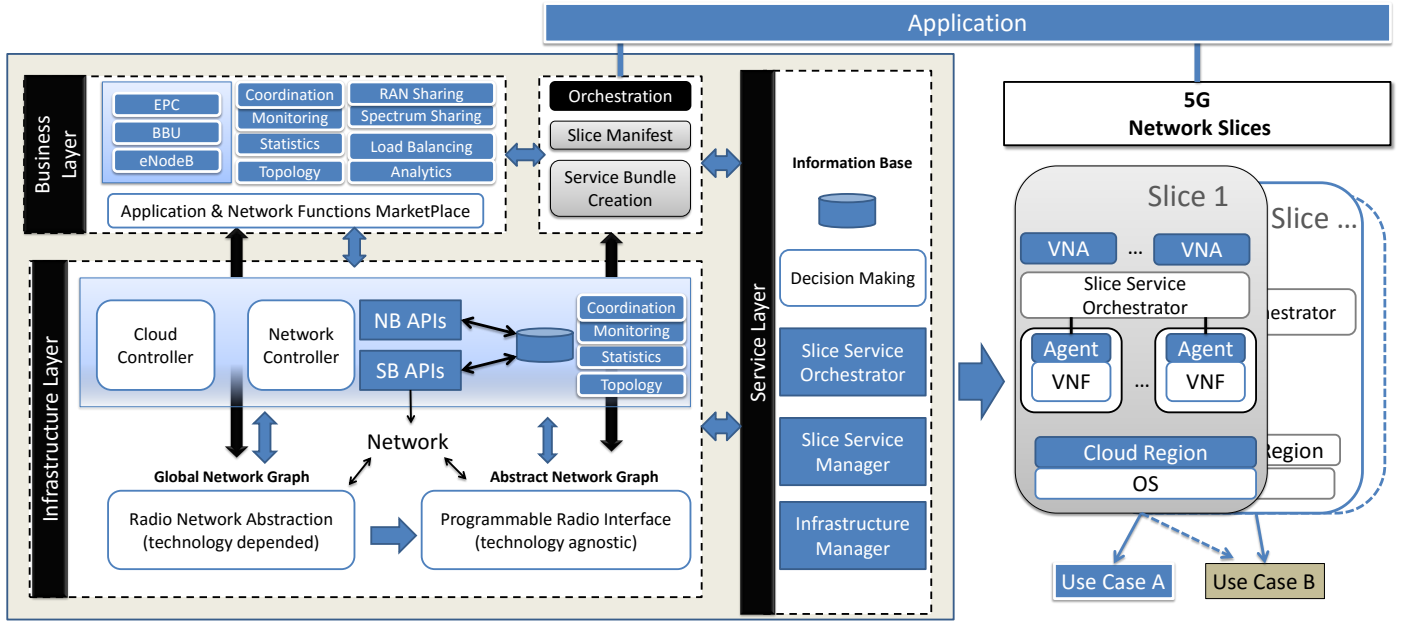 Application
Business
Layer
EPC
BBU
eNodeB
Coordination
Monitoring
Statistics
Topology
RAN Sharing
Spectrum Sharing
Load Balancing
Analytics
Application & Network Functions MarketPlace
Orchestration
Slice Manifest
Service Bundle
Creation
Infrastructure Layer
Cloud
Controller
Network
Controller
NB APIs
SB APIs
Coordination
Monitoring
Statistics
Topology
Network
Global Network Graph
Abstract Network Graph
Radio Network Abstraction
(technology depended)
Programmable Radio Interface
(technology agnostic)
Service Layer
Information Base
Decision Making
Slice Service
Orchestrator
Slice Service
Manager
Infrastructure
Manager
5G
Network Slices
Slice 1
VNA
...
VNA
Slice Service
Orchestrator
Agent
VNF
...
Agent
VNF
Cloud Region
OS
Slice ...
hestrator
Region
Use Case A
Use Case B